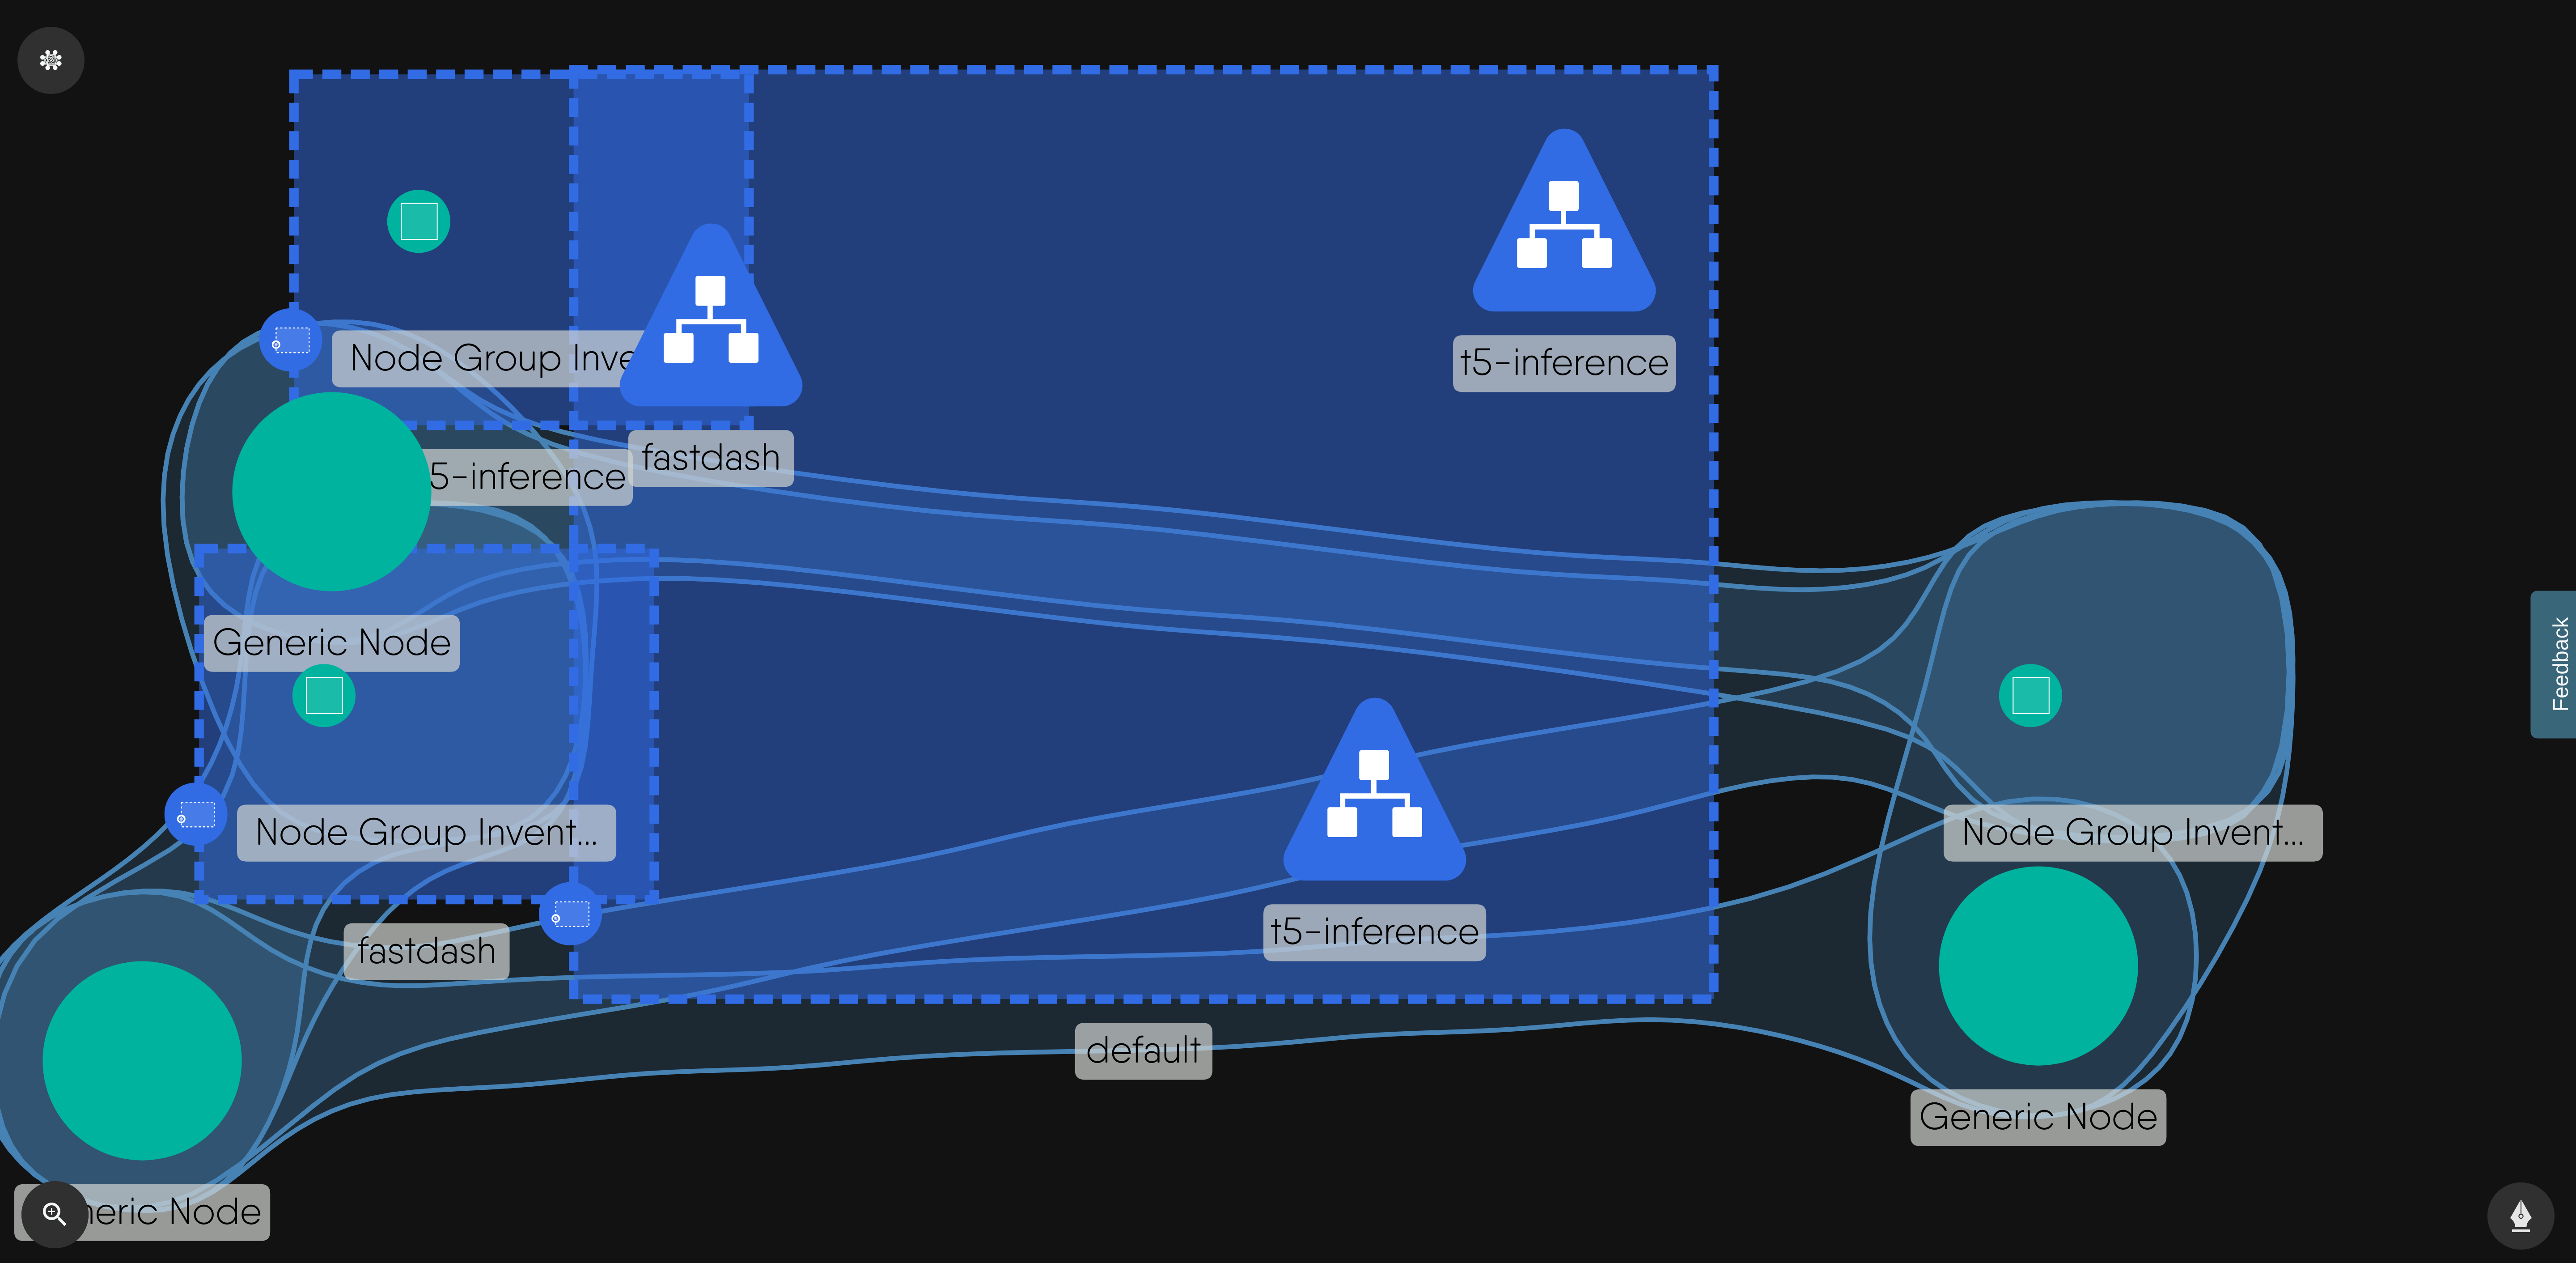 t5-inference
Node Group Inve
fastdash
5-inference
Generic Node
Feedback
Node Group Invent...
Node Group Invent...
t5-inference
fastdash
default
Generic Node
neric Node